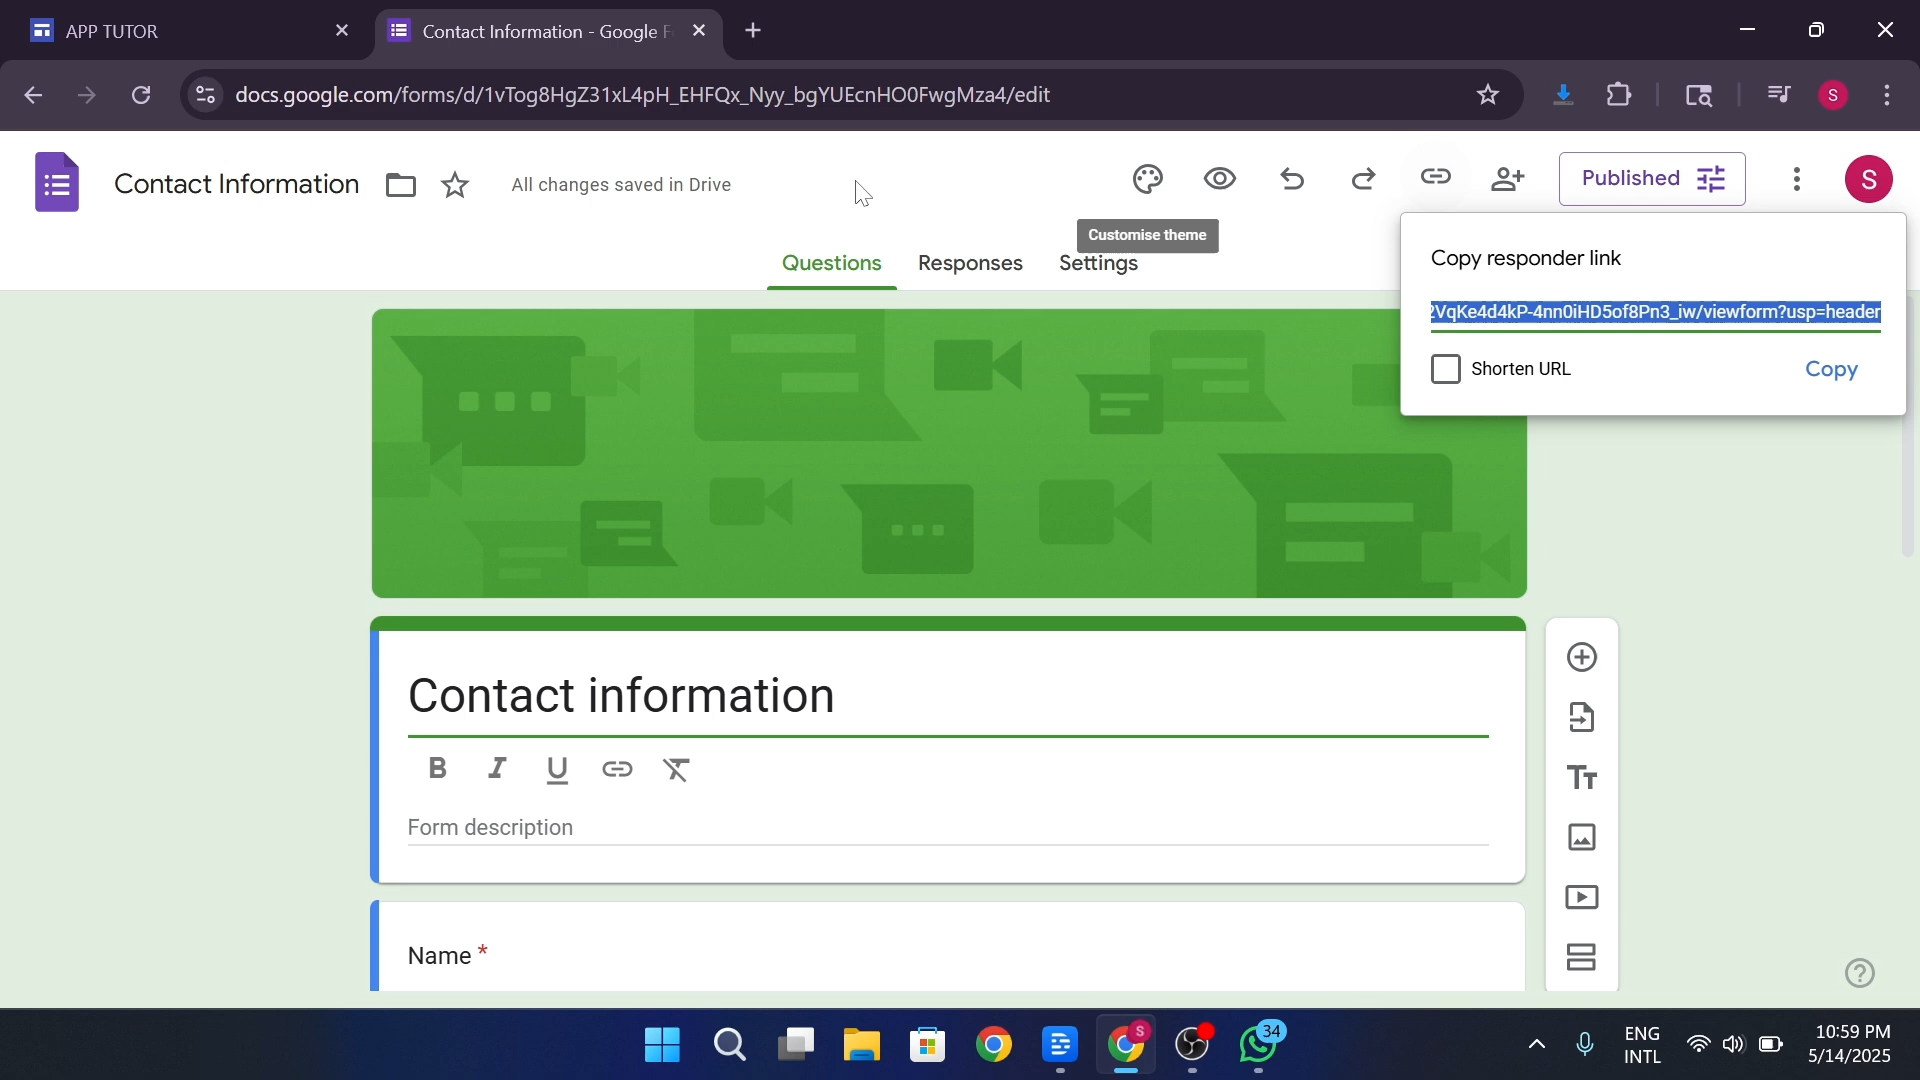 APP TUTOR
Contact Information - Google F
docs.google.com/forms/d/1vTog8HgZ31xL4pH_EHFQx_Nyy_bgYUEcnHO0FwgMza4/edit
S
Contact Information
All changes saved in Drive
Published
S
Customise theme
Questions
Responses
Settings
Copy responder link
2VqKe4d4kP-4nn0iHD5of8Pn3_iw/viewform?usp=header
Shorten URL
Copy
Contact information
B I U
Form description
Name *
S
34
ENG
INTL
10:59 PM
5/14/2025